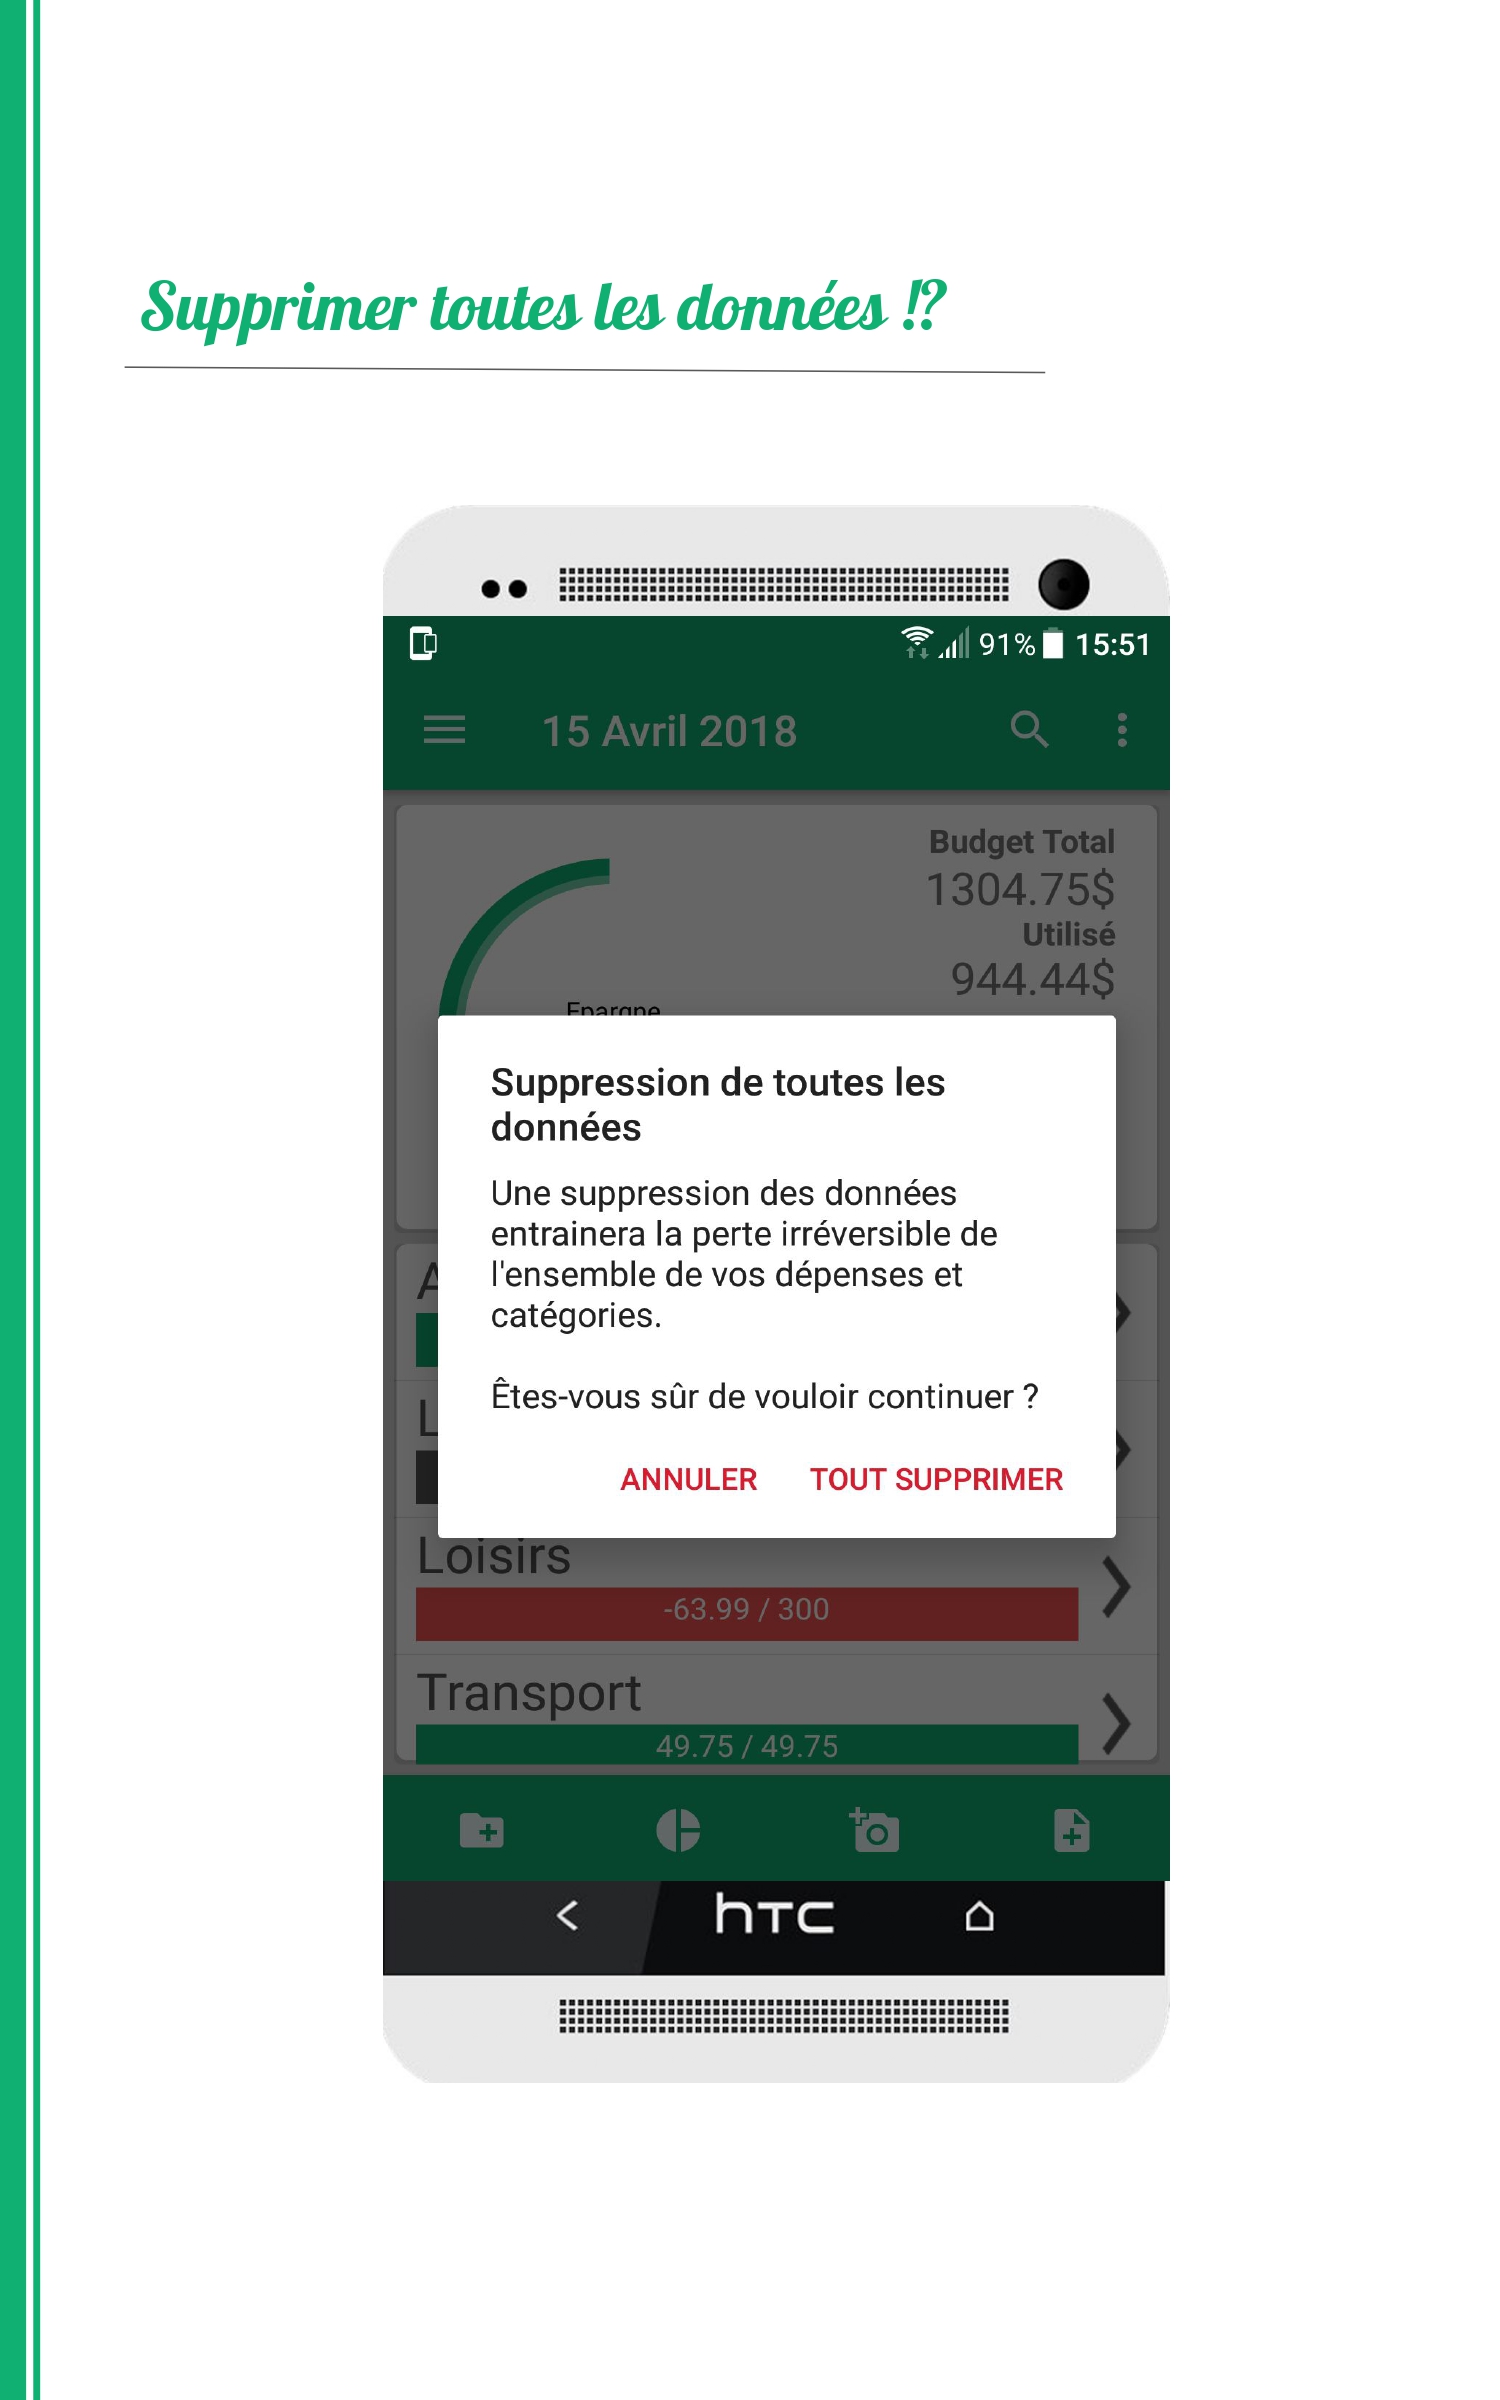 Supprimer toutes les données !?
91% 15:51
15 Avril 2018
Budget Total
1304.75$
Utilisé
944.44$
Epargne
Suppression de toutes les
données
Une suppression des données
entrainera la perte irréversible de
l'ensemble de vos dépenses et
catégories.
Êtes-vous sûr de vouloir continuer ?
ANNULER TOUT SUPPRIMER
Loisirs
-63.99 / 300
Transport
49.75 / 49.75
hTC